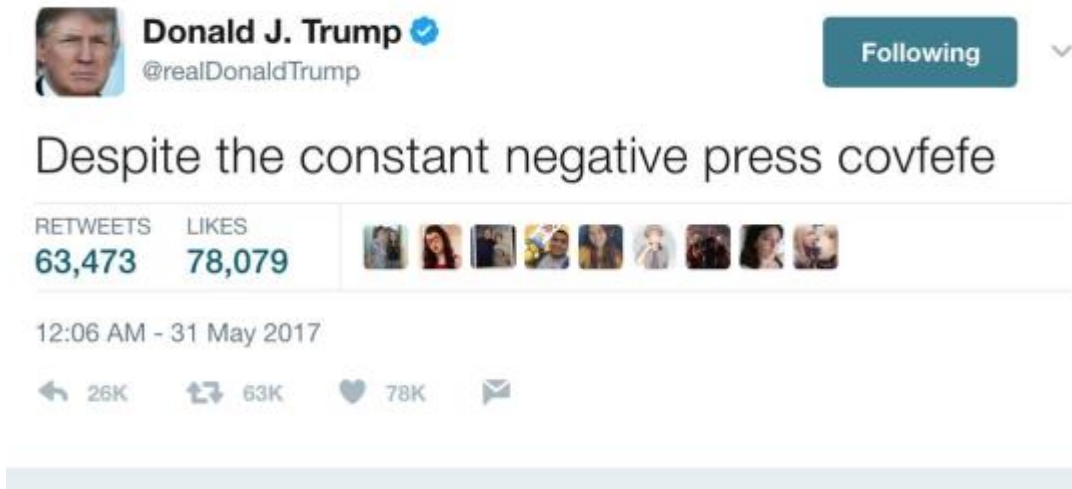 Donald J. Trump
@realDonaldTrump
Following
Despite the constant negative press covfefe
RETWEETS LIKES
63,473 78,079
12:06 AM - 31 May 2017
26K 63K 78K